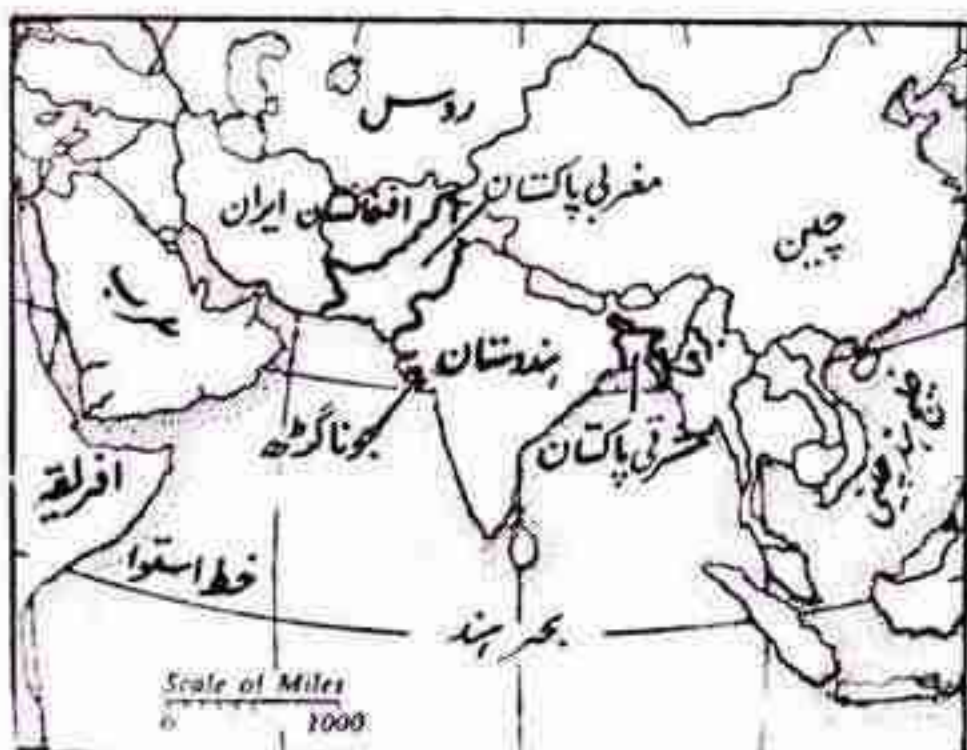 روس
مغربی پاکستان
افغانستان
ایران
چین
عرب
ہندوستان
برما
جوناگڑھ
مشرقی پاکستان
افریقہ
خط استوا
بحر ہند
Scale of Miles
0 1000